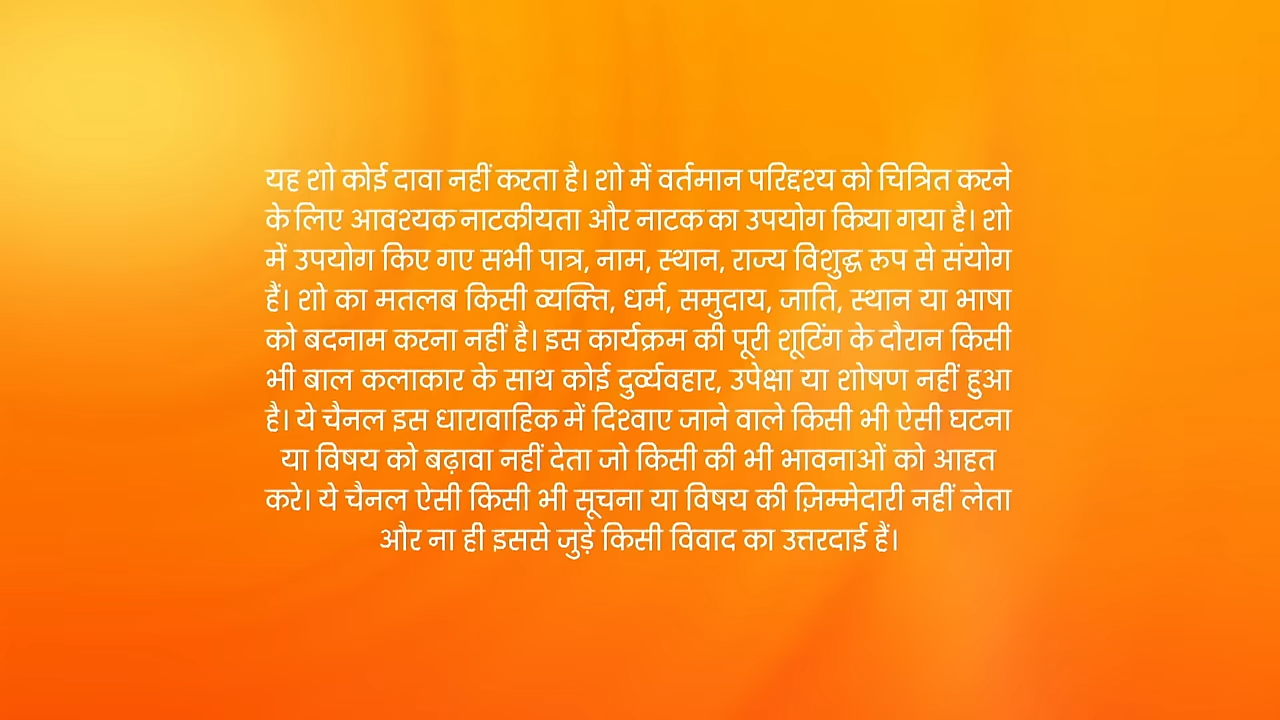 यह शो कोई दावा नहीं करता है। शो में वर्तमान परिद्दश्य को चित्रित करने
के लिए आवश्यक नाटकीयता और नाटक का उपयोग किया गया है। शो
में उपयोग किए गए सभी पात्र, नाम, स्थान, राज्य विशुद्ध रुप से संयोग
हैं। शो का मतलब किसी व्यक्ति, धर्म, समुदाय, जाति, स्थान या भाषा
को बदनाम करना नहीं है। इस कार्यक्रम की पूरी शूटिंग के दौरान किसी
भी बाल कलाकार के साथ कोई दुर्व्यवहार, उपेक्षा या शोषण नहीं हुआ
है। ये चैनल इस धारावाहिक में दिश्वाए जाने वाले किसी भी ऐसी घटना
या विषय को बढ़ावा नहीं देता जो किसी की भी भावनाओं को आहत
करे। ये चैनल ऐसी किसी भी सूचना या विषय की ज़िम्मेदारी नहीं लेता
और ना ही इससे जुड़े किसी विवाद का उत्तरदाई हैं।